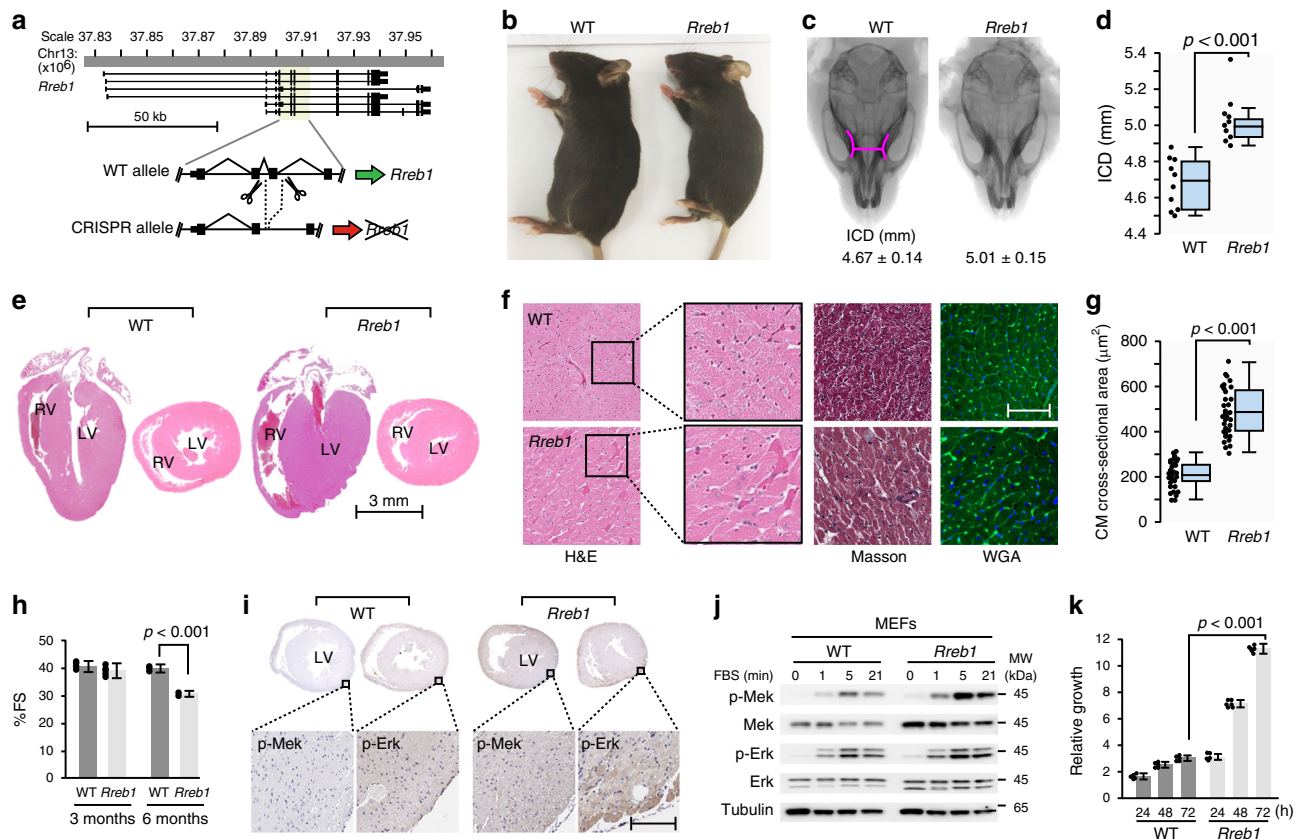 a
Scale 37.83 37.85 37.87 37.89 37.91 37.93 37.95
Chr13:
(x10⁶)
Rreb1
50 kb
WT allele
Rreb1
CRISPR allele
Rreb1
b
WT Rreb1
c
WT Rreb1
ICD (mm)
4.67 ± 0.14 5.01 ± 0.15
d
p < 0.001
5.4
5.2
5.0
4.8
4.6
4.4
ICD (mm)
WT Rreb1
e
WT Rreb1
RV LV RV LV RV LV RV LV
3 mm
f
WT
Rreb1
H&E Masson WGA
g
p < 0.001
800
600
400
200
0
CM cross-sectional area (μm²)
WT Rreb1
h
p < 0.001
50
40
30
20
10
0
%FS
WT Rreb1 WT Rreb1
3 months 6 months
i
WT Rreb1
LV LV
p-Mek p-Erk p-Mek p-Erk
j
MEFs
WT Rreb1 MW
FBS (min) 0 1 5 21 0 1 5 21 (kDa)
p-Mek 45
Mek 45
p-Erk 45
Erk 45
Tubulin 65
k
p < 0.001
12
10
8
6
4
2
0
Relative growth
24 48 72 24 48 72 (h)
WT Rreb1